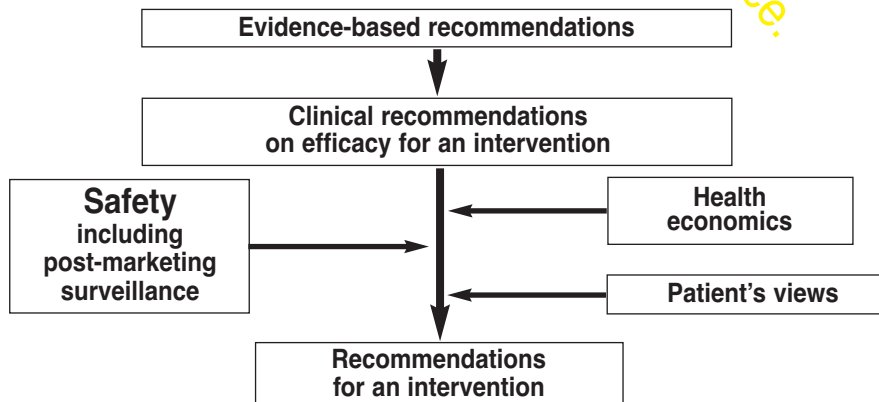 ce.
Evidence-based recommendations
Clinical recommendations
on efficacy for an intervention
Safety
including
post-marketing
surveillance
Health
economics
Patient's views
Recommendations
for an intervention